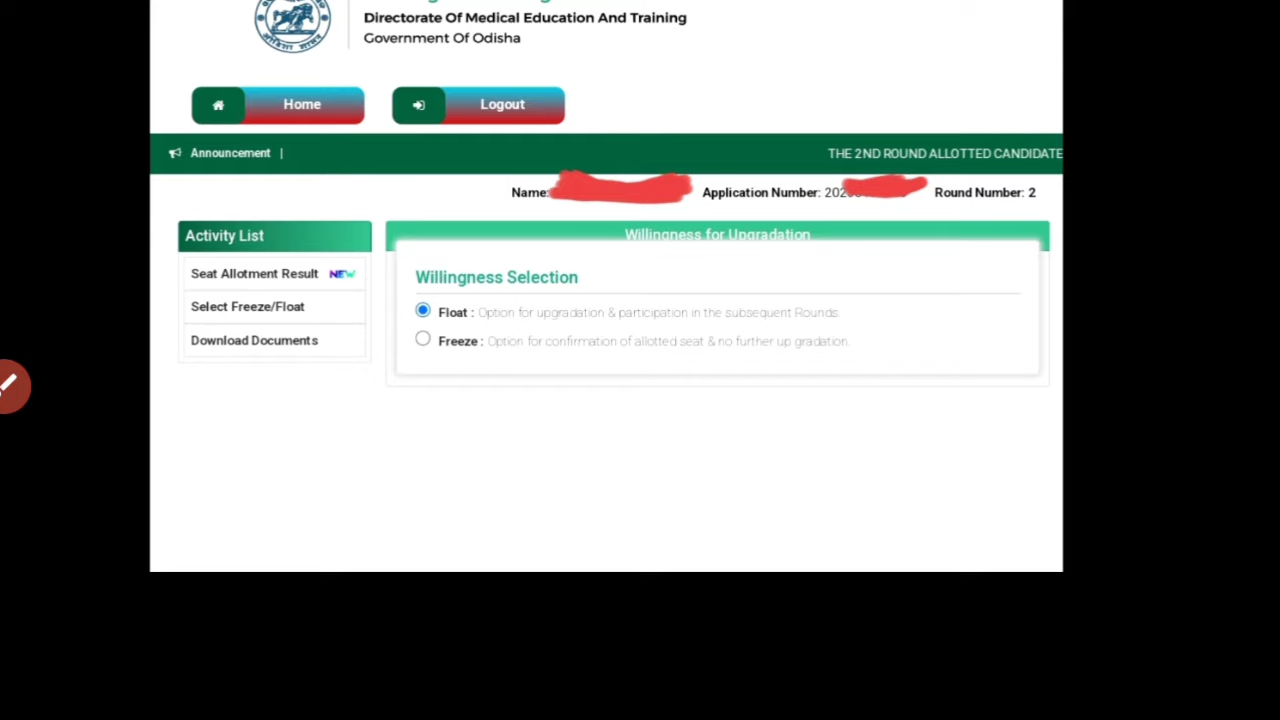 Directorate Of Medical Education And Training
Government Of Odisha
Home
Logout
Announcement |
THE 2ND ROUND ALLOTTED CANDIDATE
Name:
Application Number: 202
Round Number: 2
Activity List
Willingness for Upgradation
Seat Allotment Result NEW
Select Freeze/Float
Download Documents
Willingness Selection
Float : Option for upgradation & participation in the subsequent Rounds.
Freeze : Option for confirmation of allotted seat & no further up gradation.